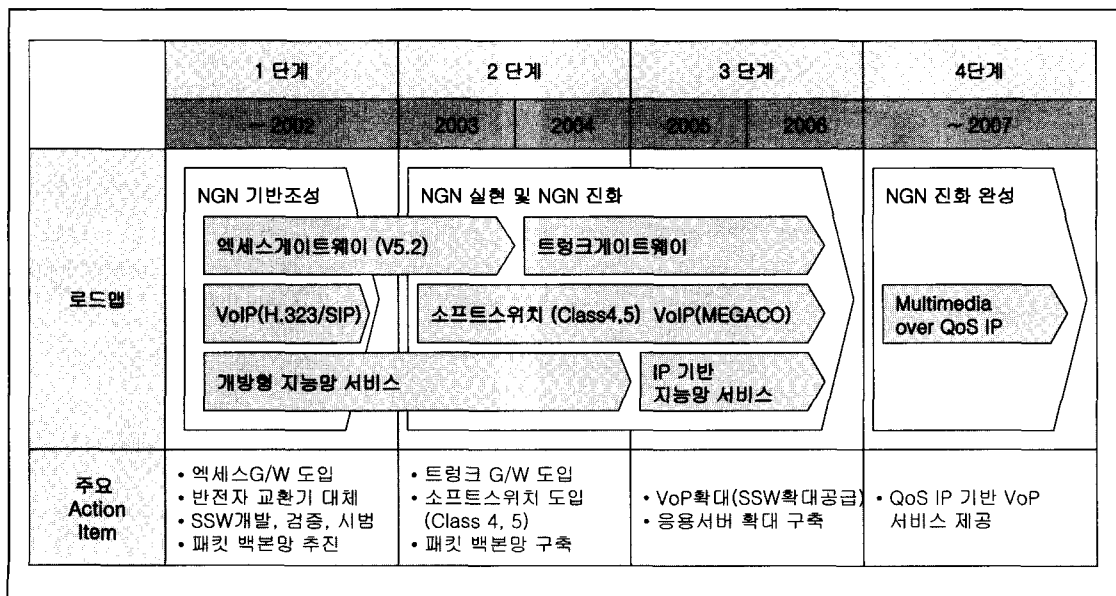 1 단계 2 단계 3 단계 4단계
~ 2002 2003 2004 2005 2006 ~ 2007
로드맵
NGN 기반조성
NGN 실현 및 NGN 진화
NGN 진화 완성
엑세스게이트웨이 (V5.2)
트렁크게이트웨이
VoIP(H.323/SIP)
소프트스위치 (Class4,5) VoIP(MEGACO)
Multimedia
over QoS IP
개방형 지능망 서비스
IP 기반
지능망 서비스
주요
Action
Item
• 엑세스G/W 도입
• 반전자 교환기 대체
• SSW개발, 검증, 시범
• 패킷 백본망 추진
• 트렁크 G/W 도입
• 소프트스위치 도입
(Class 4, 5)
• 패킷 백본망 구축
• VoP확대(SSW확대공급)
• 응용서버 확대 구축
• QoS IP 기반 VoP
서비스 제공